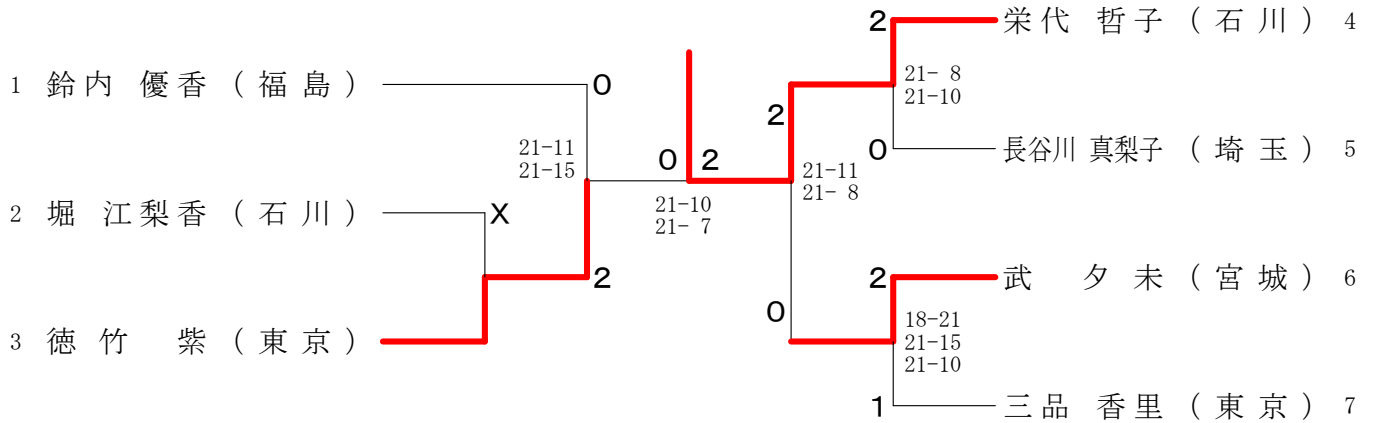 1 鈴内 優香 ( 福島 )
2 堀 江梨香 ( 石川 )
3 徳竹 紫 ( 東京 )
0
X
2
21-11
21-15
0 2
21-10
21- 7
2
0
21-11
21- 8
2
0
21- 8
21-10
2
1
18-21
21-15
21-10
栄代 哲子 ( 石川 ) 4
長谷川 真梨子 ( 埼玉 ) 5
武 夕未 ( 宮城 ) 6
三品 香里 ( 東京 ) 7